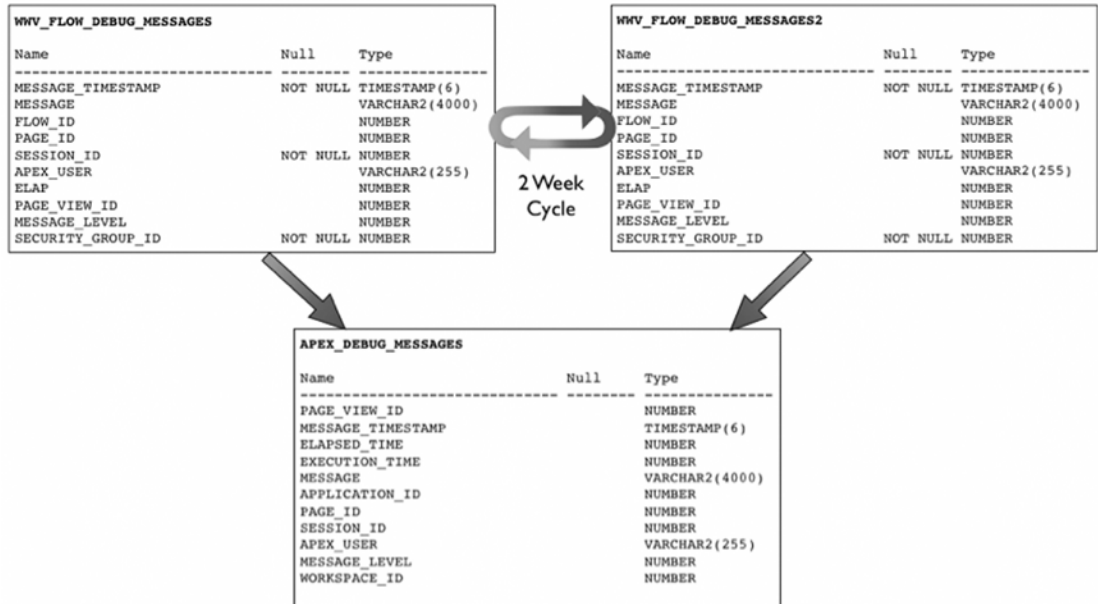 WWV_FLOW_DEBUG_MESSAGES
Name Null Type
-------------------------------- -------- ----------------
MESSAGE_TIMESTAMP NOT NULL TIMESTAMP(6)
MESSAGE VARCHAR2(4000)
FLOW_ID NUMBER
PAGE_ID NUMBER
SESSION_ID NOT NULL NUMBER
APEX_USER VARCHAR2(255)
ELAP NUMBER
PAGE_VIEW_ID NUMBER
MESSAGE_LEVEL NUMBER
SECURITY_GROUP_ID NOT NULL NUMBER
2 Week
Cycle
WWV_FLOW_DEBUG_MESSAGES2
Name Null Type
-------------------------------- -------- ----------------
MESSAGE_TIMESTAMP NOT NULL TIMESTAMP(6)
MESSAGE VARCHAR2(4000)
FLOW_ID NUMBER
PAGE_ID NUMBER
SESSION_ID NOT NULL NUMBER
APEX_USER VARCHAR2(255)
ELAP NUMBER
PAGE_VIEW_ID NUMBER
MESSAGE_LEVEL NUMBER
SECURITY_GROUP_ID NOT NULL NUMBER
APEX_DEBUG_MESSAGES
Name Null Type
-------------------------------- -------- ----------------
PAGE_VIEW_ID NUMBER
MESSAGE_TIMESTAMP TIMESTAMP(6)
ELAPSED_TIME NUMBER
EXECUTION_TIME NUMBER
MESSAGE VARCHAR2(4000)
APPLICATION_ID NUMBER
PAGE_ID NUMBER
SESSION_ID NUMBER
APEX_USER VARCHAR2(255)
MESSAGE_LEVEL NUMBER
WORKSPACE_ID NUMBER